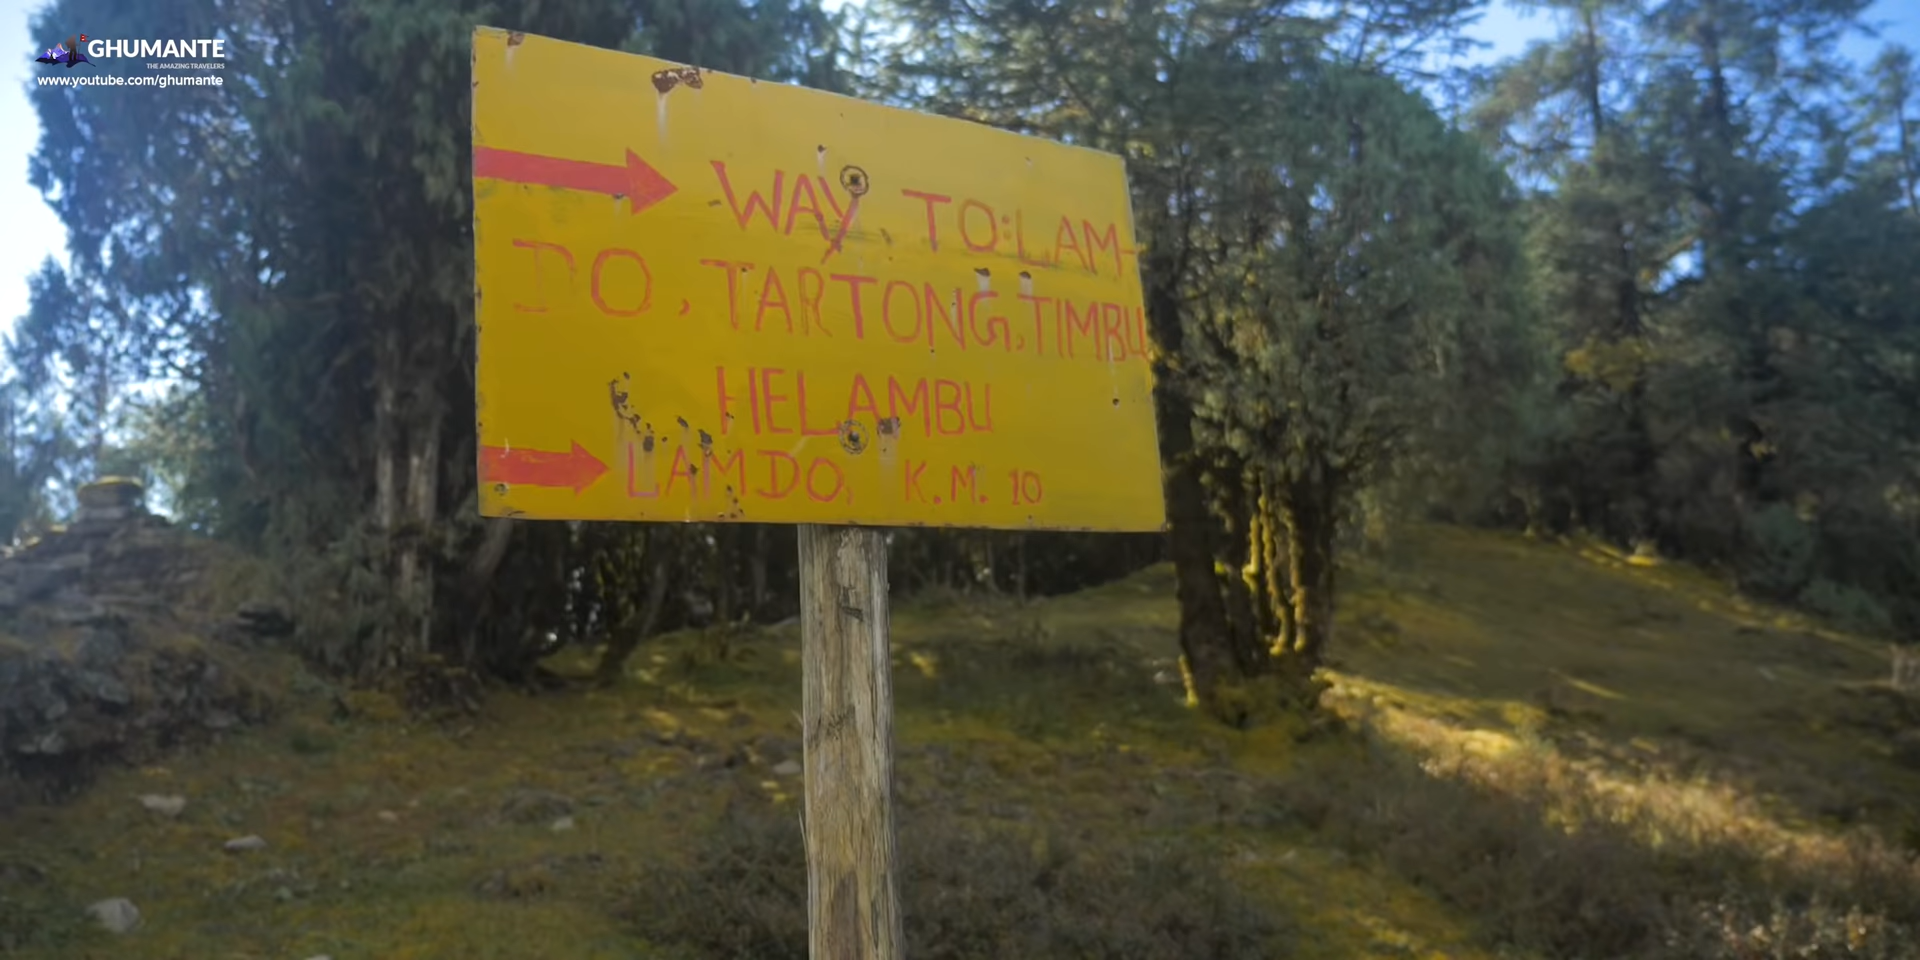 GHUMANTE
THE AMAZING TRAVELERS
www.youtube.com/ghumante
WAY TO:LAM-
DO, TARTONG, TIMBU
HELAMBU
LAMDO, K.M. 10